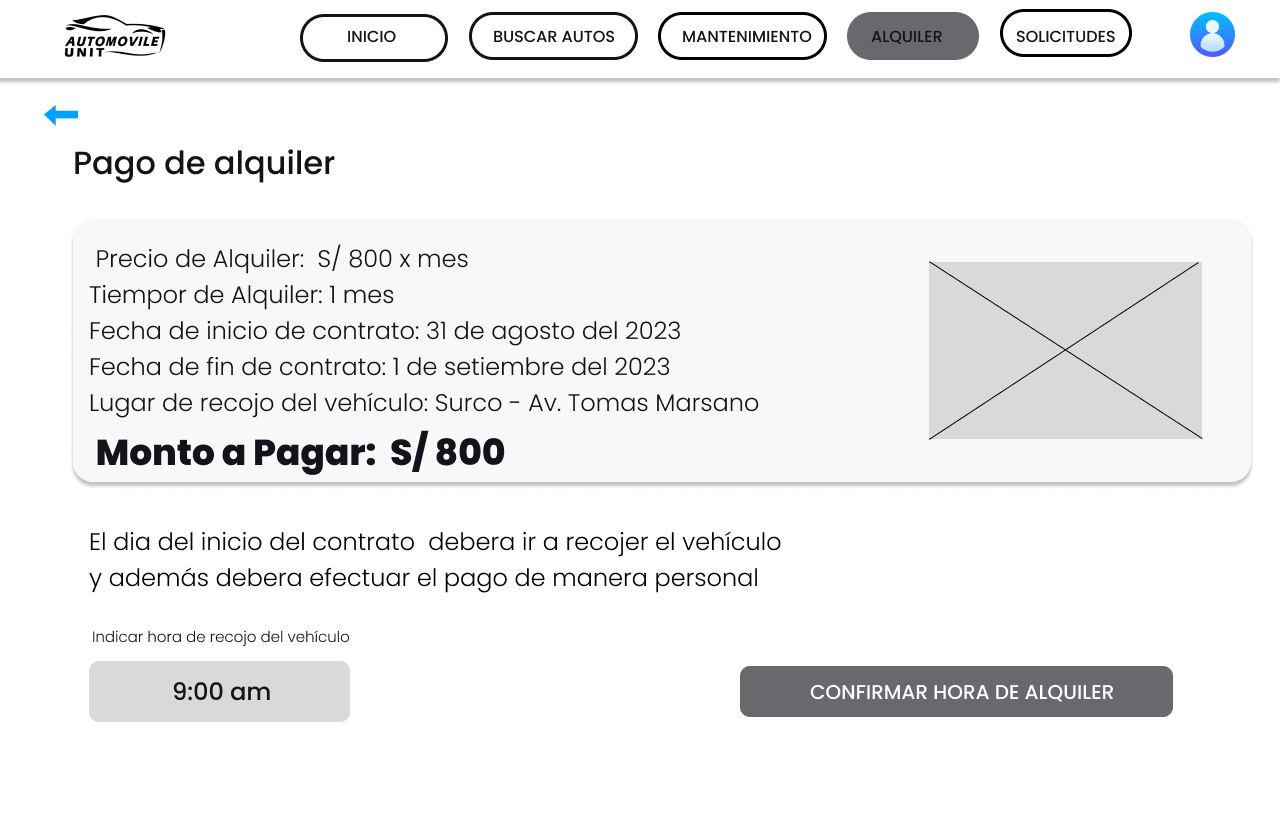 AUTOMOVILE
UNIT
INICIO
BUSCAR AUTOS
MANTENIMIENTO
ALQUILER
SOLICITUDES
Pago de alquiler
Precio de Alquiler: S/ 800 x mes
Tiempor de Alquiler: 1 mes
Fecha de inicio de contrato: 31 de agosto del 2023
Fecha de fin de contrato: 1 de setiembre del 2023
Lugar de recojo del vehículo: Surco - Av. Tomas Marsano
Monto a Pagar: S/ 800
El dia del inicio del contrato debera ir a recojer el vehículo
y además debera efectuar el pago de manera personal
Indicar hora de recojo del vehículo
9:00 am
CONFIRMAR HORA DE ALQUILER